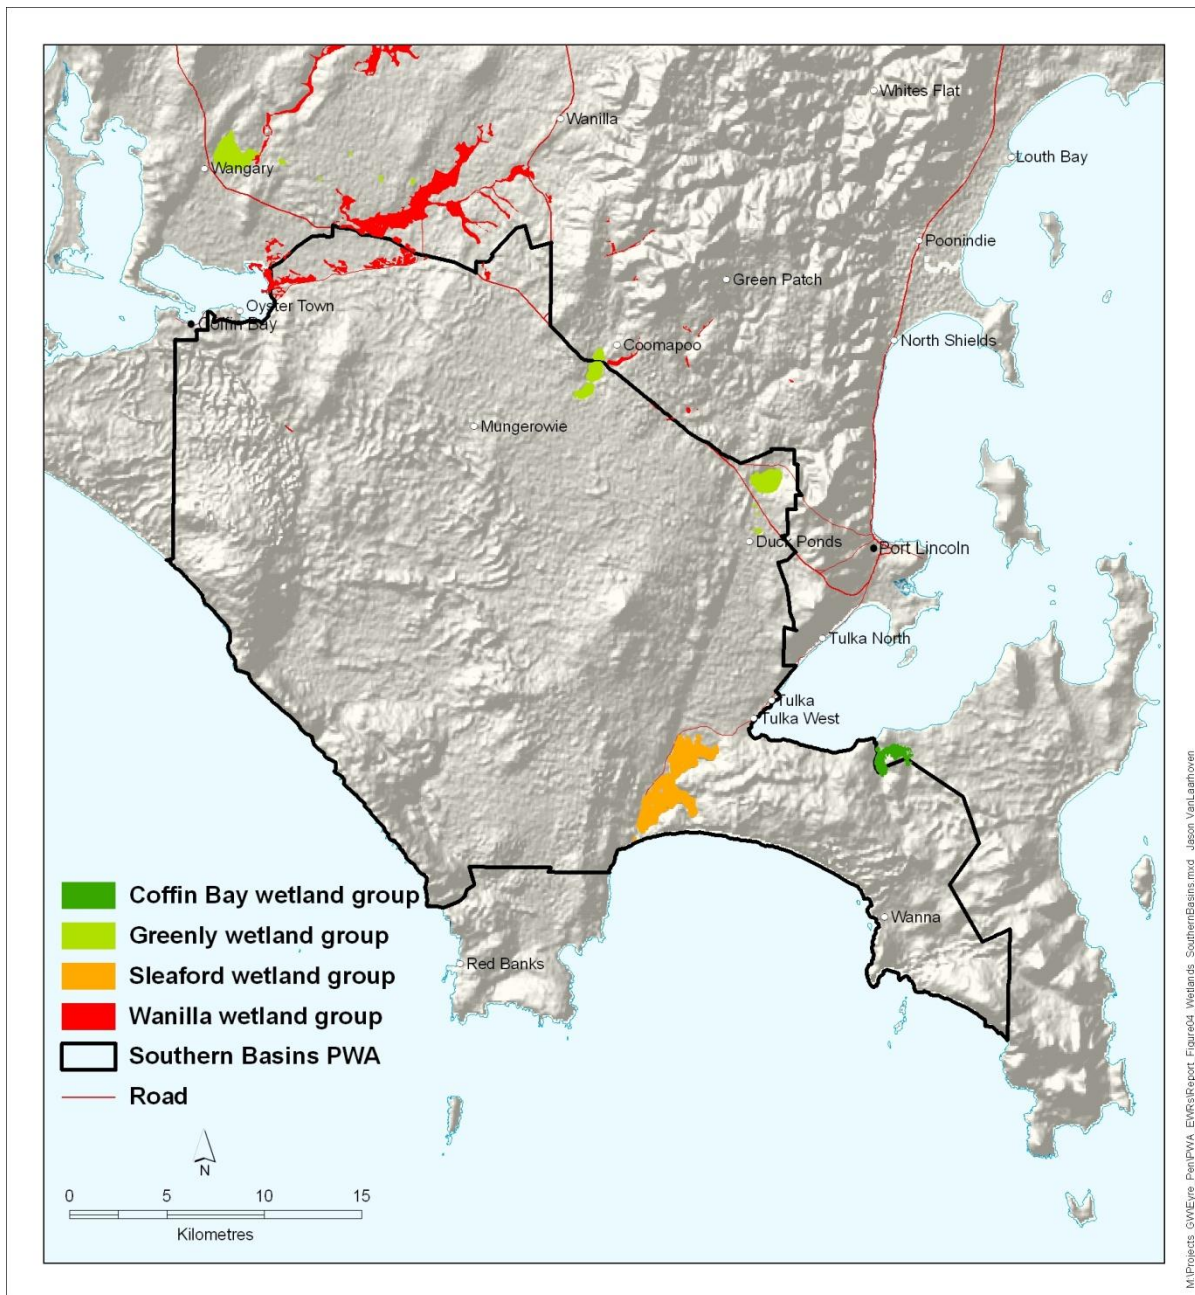 Whites Flat
Wanilla
Louth Bay
Wangary
Poonindie
Green Patch
Oyster Town
Coffin Bay
North Shields
Coomapoo
Mungerowie
Duck Ponds
Port Lincoln
Tulka North
Tulka
Tulka West
Wanna
Red Banks
Coffin Bay wetland group
Greenly wetland group
Sleaford wetland group
Wanilla wetland group
Southern Basins PWA
Road
N
0 5 10 15
Kilometres
M:\Projects_GW\Eyre_Pen\PWA_EWRs\Report_Figure04_Wetlands_SouthernBasins.mxd Jason VanLaarhoven